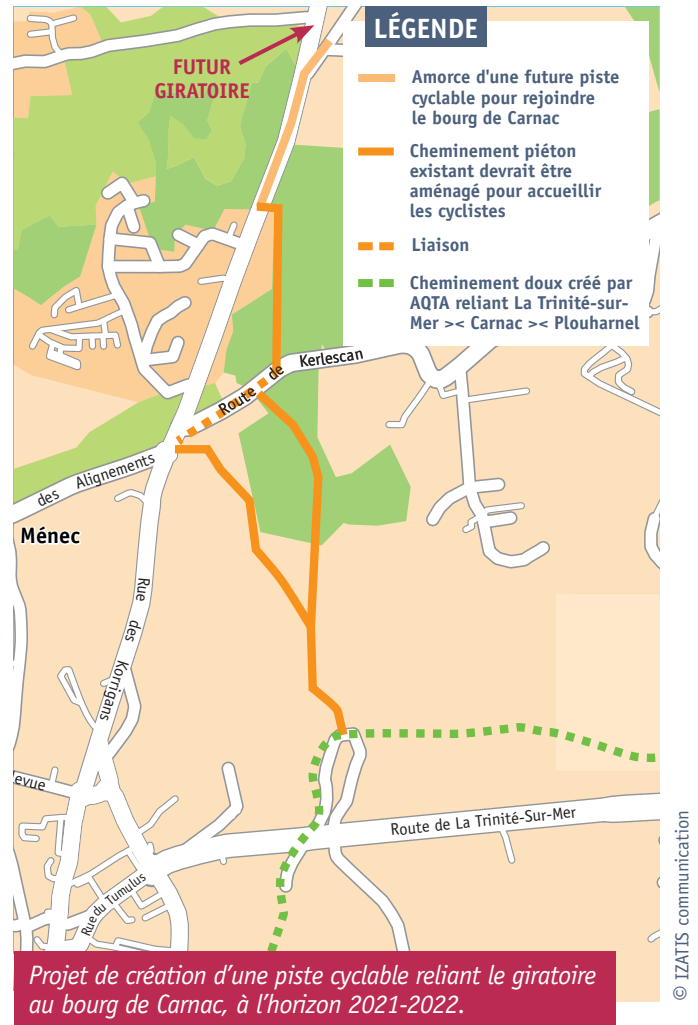 LÉGENDE
FUTUR
GIRATOIRE
Amorce d'une future piste
cyclable pour rejoindre
le bourg de Carnac
Cheminement piéton
existant devrait être
aménagé pour accueillir
les cyclistes
Liaison
Cheminement doux créé par
AQTA reliant La Trinité-sur-
Mer >< Carnac >< Plouharnel
Route de Kerlescan
des Alignements
Ménec
Rue des Korrigans
evue
Route de La Trinité-Sur-Mer
Rue du Tumulus
Projet de création d'une piste cyclable reliant le giratoire
au bourg de Carnac, à l'horizon 2021-2022.
© IZATIS communication